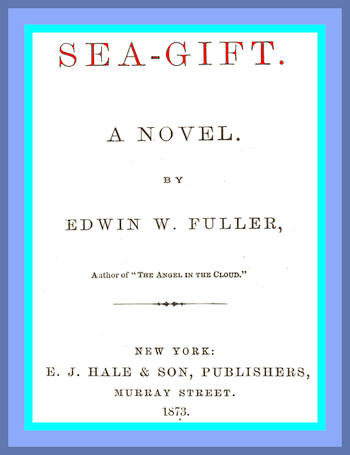 SEA-GIFT.
A NOVEL.
BY
EDWIN W. FULLER,
Author of "THE ANGEL IN THE CLOUD."
NEW YORK:
E. J. HALE & SON, PUBLISHERS,
MURRAY STREET.
1873.